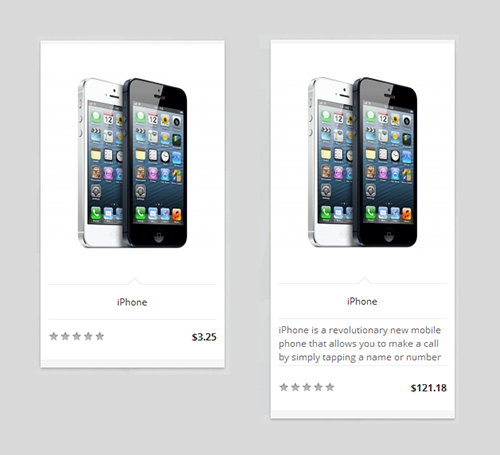 iPhone
$3.25
iPhone
iPhone is a revolutionary new mobile
phone that allows you to make a call
by simply tapping a name or number
$121.18